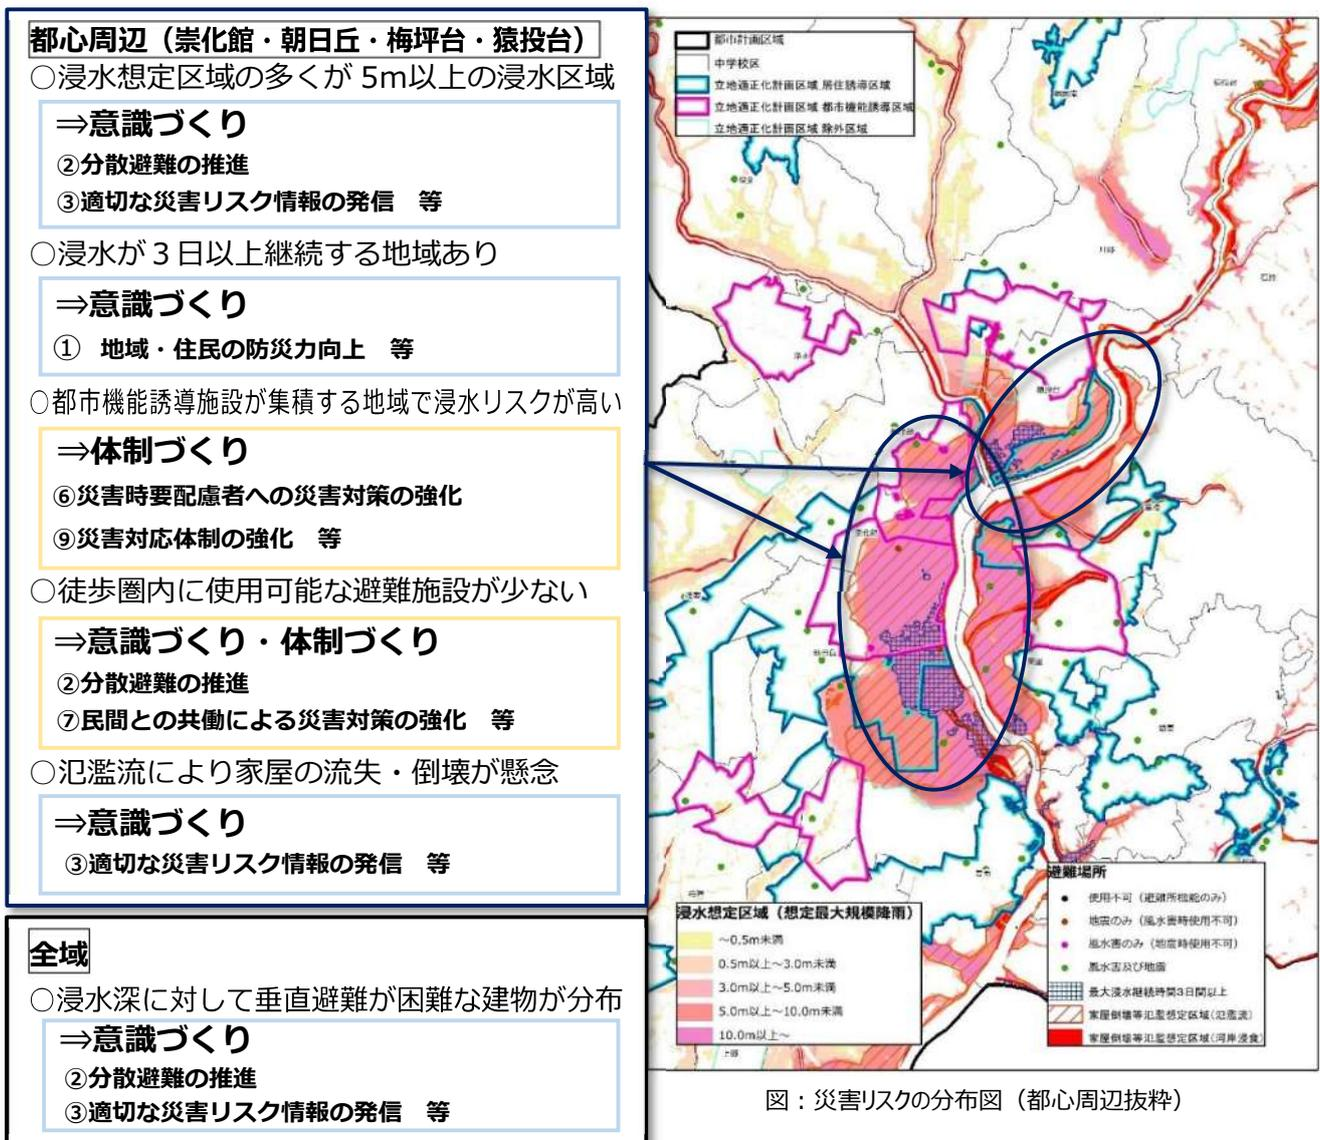 都心周辺（崇化館・朝日丘・梅坪台・猿投台）
○浸水想定区域の多くが 5m以上の浸水区域
⇒意識づくり
②分散避難の推進
③適切な災害リスク情報の発信　等
○浸水が３日以上継続する地域あり
⇒意識づくり
①　地域・住民の防災力向上　等
○都市機能誘導施設が集積する地域で浸水リスクが高い
⇒体制づくり
⑥災害時要配慮者への災害対策の強化
⑨災害対応体制の強化　等
○徒歩圏内に使用可能な避難施設が少ない
⇒意識づくり・体制づくり
②分散避難の推進
⑦民間との共働による災害対策の強化　等
○氾濫流により家屋の流失・倒壊が懸念
⇒意識づくり
③適切な災害リスク情報の発信　等
全域
○浸水深に対して垂直避難が困難な建物が分布
⇒意識づくり
②分散避難の推進
③適切な災害リスク情報の発信　等
都市計画区域
中学校区
立地適正化計画区域 居住誘導区域
立地適正化計画区域 都市機能誘導区域
立地適正化計画区域 除外区域
猿投台
崇化館
浸水想定区域（想定最大規模降雨）
～0.5m未満
0.5m以上～3.0m未満
3.0m以上～5.0m未満
5.0m以上～10.0m未満
10.0m以上～
上郷
避難場所
使用不可（避難所機能のみ）
地震のみ（風水害時使用不可）
風水害のみ（地震時使用不可）
風水害及び地震
最大浸水継続時間3日間以上
家屋倒壊等氾濫想定区域（氾濫流）
家屋倒壊等氾濫想定区域（河岸浸食）
図：災害リスクの分布図（都心周辺抜粋）